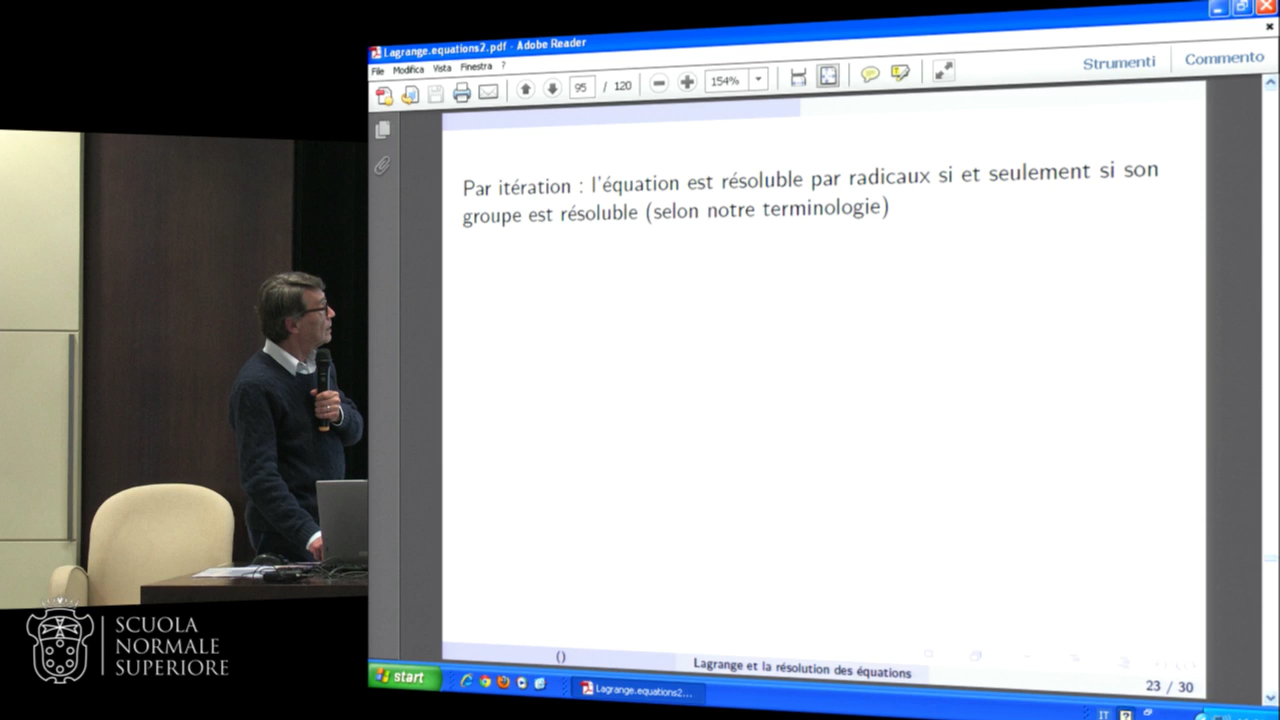 Lagrange.equations2.pdf - Adobe Reader
File Modifica Vista Finestra ?
95 / 120 154% Strumenti Commento
Par itération : l'équation est résoluble par radicaux si et seulement si son
groupe est résoluble (selon notre terminologie)
()
Lagrange et la résolution des équations
23 / 30
start
Lagrange.equations2...
IT
SCUOLA
NORMALE
SUPERIORE